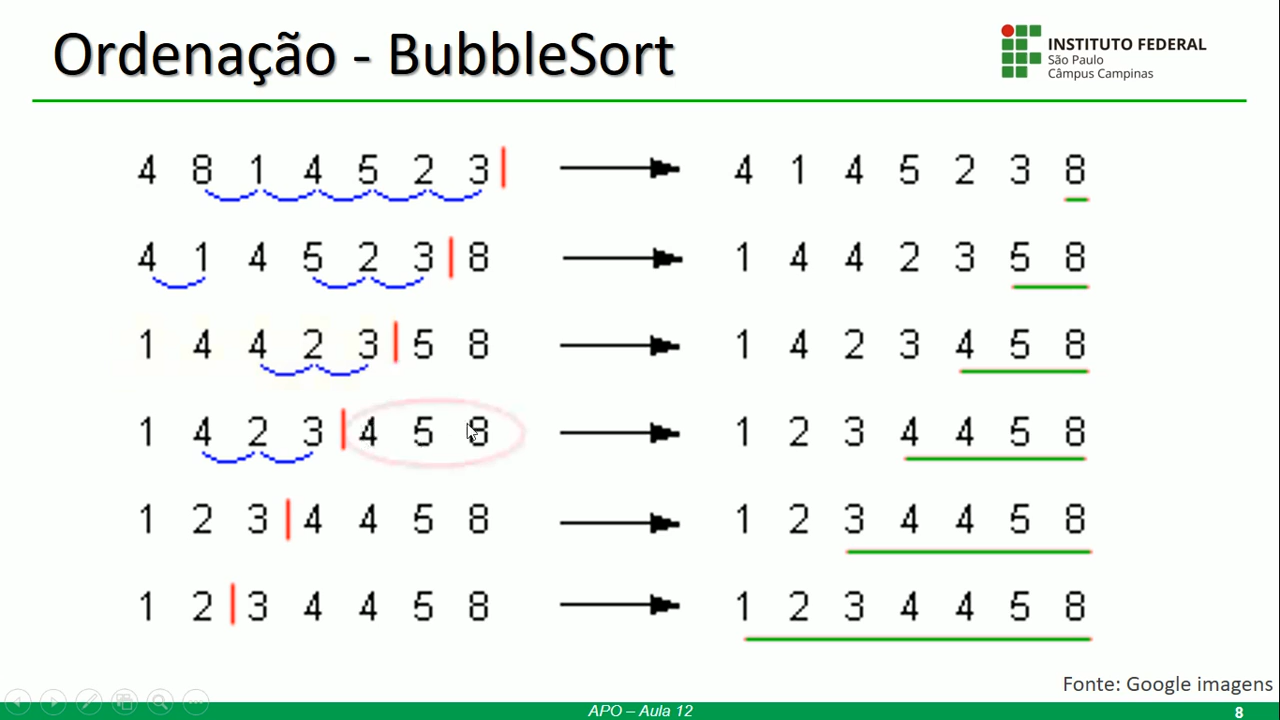 Ordenação - BubbleSort
INSTITUTO FEDERAL
São Paulo
Câmpus Campinas
4 8 1 4 5 2 3 | 4 1 4 5 2 3 8
4 1 4 5 2 3 | 8 1 4 4 2 3 5 8
1 4 4 2 3 | 5 8 1 4 2 3 4 5 8
1 4 2 3 | 4 5 8 1 2 3 4 4 5 8
1 2 3 | 4 4 5 8 1 2 3 4 4 5 8
1 2 | 3 4 4 5 8 1 2 3 4 4 5 8
Fonte: Google imagens
APO – Aula 12
8